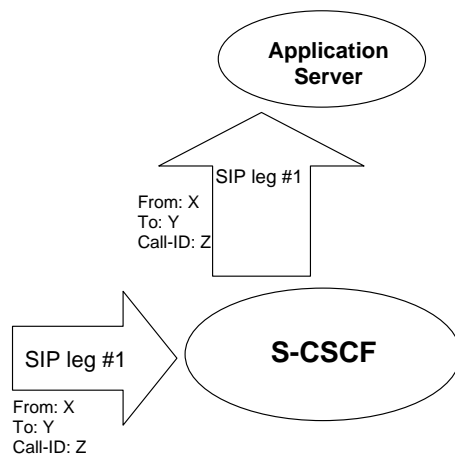 Application
Server
SIP leg #1
From: X
To: Y
Call-ID: Z
SIP leg #1
S-CSCF
From: X
To: Y
Call-ID: Z